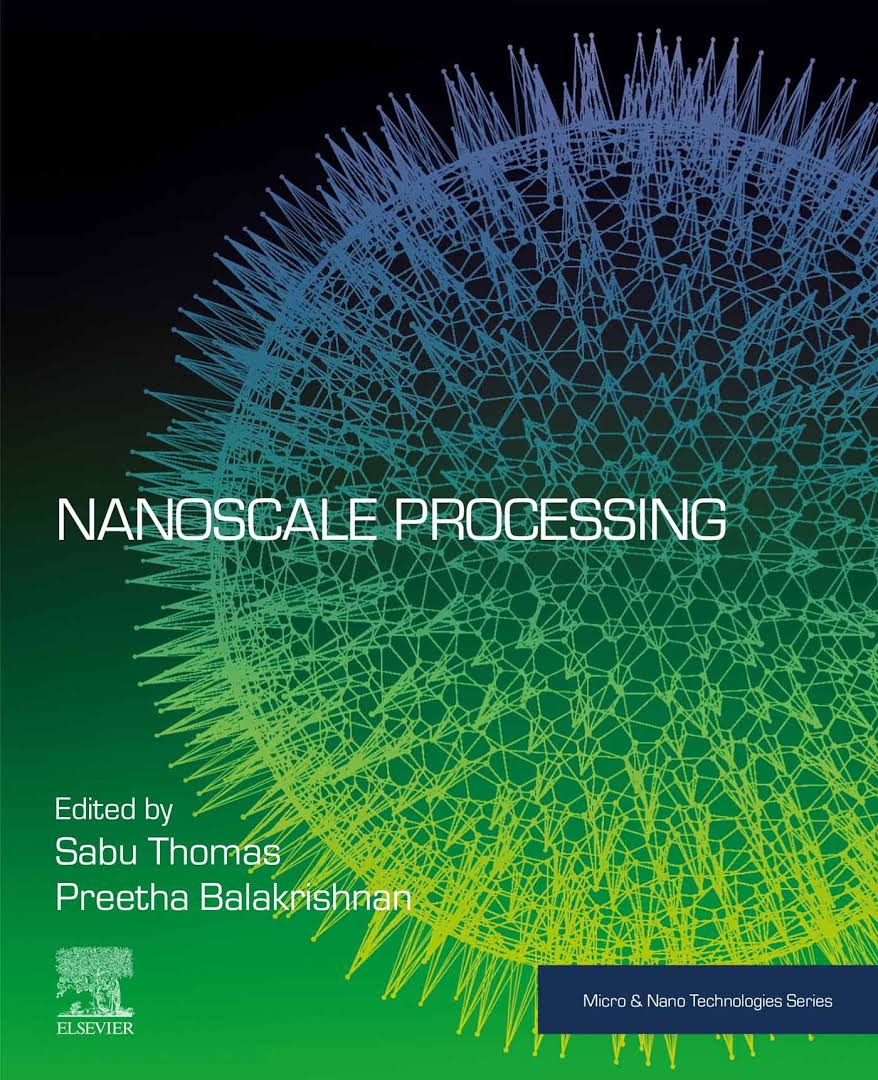 NANOSCALE PROCESSING
Edited by
Sabu Thomas
Preetha Balakrishnan
ELSEVIER
Micro & Nano Technologies Series